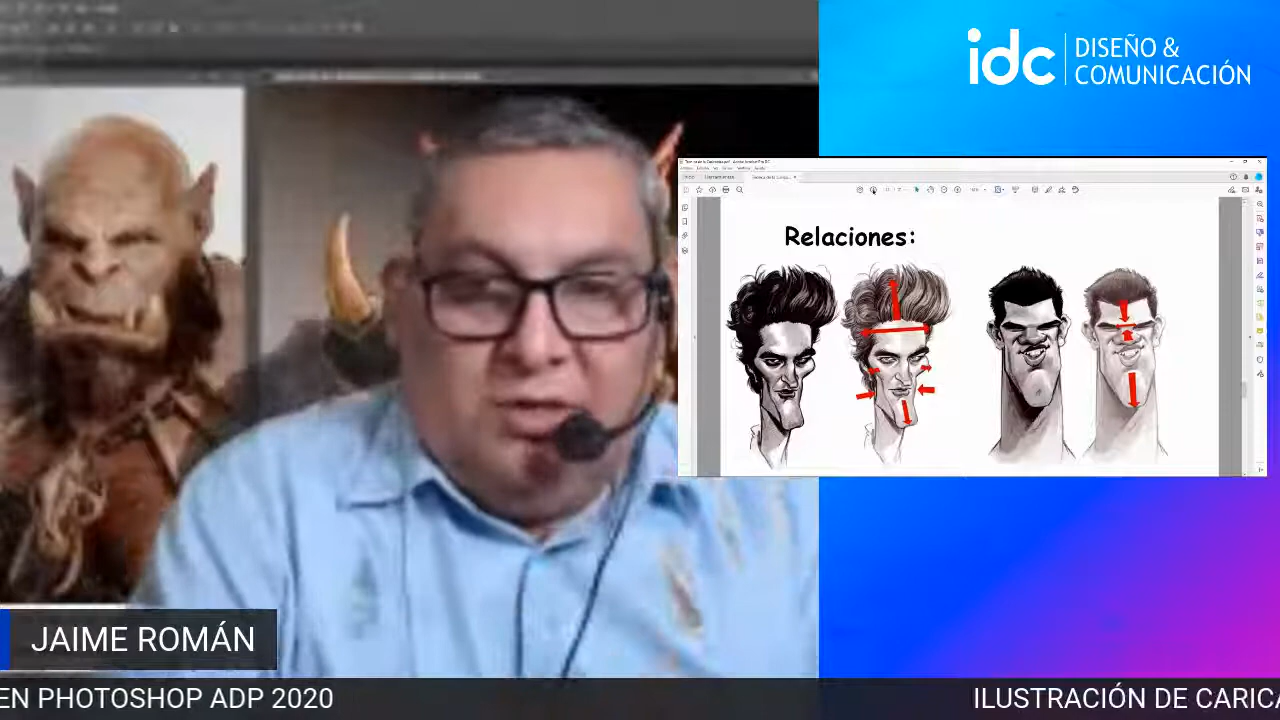 idc
DISEÑO &
COMUNICACIÓN
Relaciones:
JAIME ROMÁN
EN PHOTOSHOP ADP 2020
ILUSTRACIÓN DE CARICA